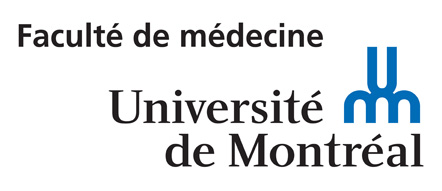 Faculté de médecine
Université
de Montréal